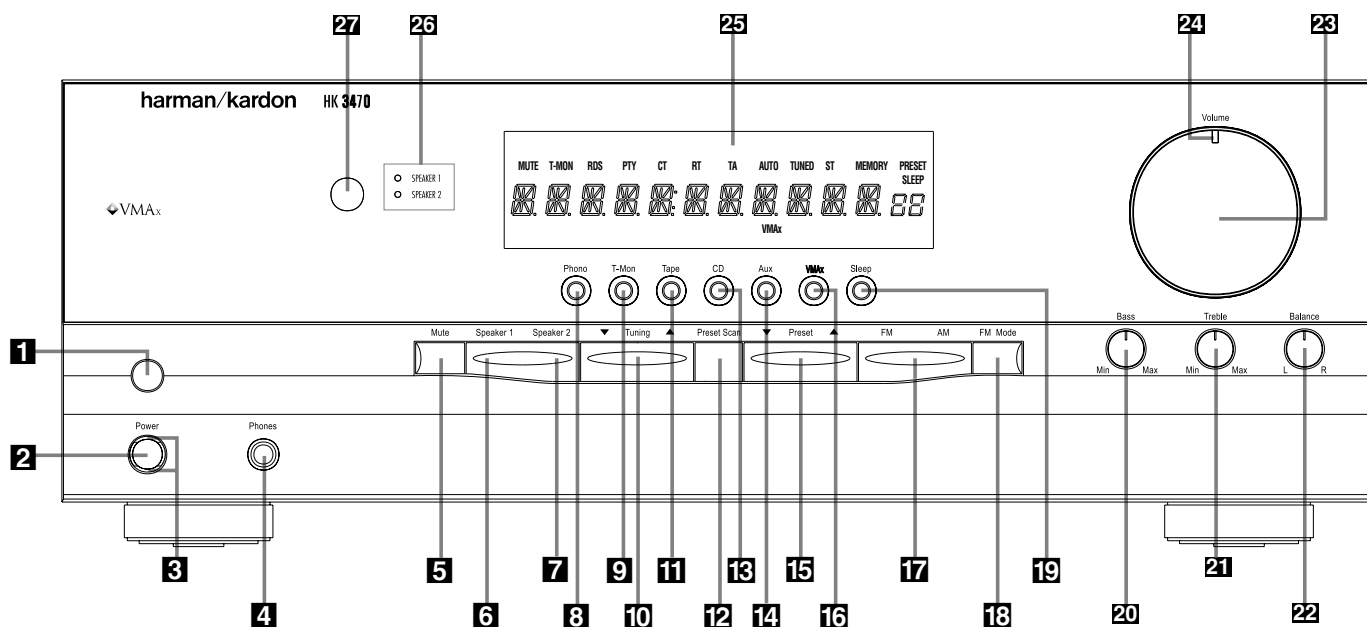 27 26 25 24 23
Volume
harman/kardon HK 3470
MUTE T-MON RDS PTY CT RT TA AUTO TUNED ST MEMORY PRESET
SLEEP
SPEAKER 1
SPEAKER 2
VMAx
VMAx
Phono T-Mon Tape CD Aux VMAx Sleep
Bass Treble Balance
Mute Speaker 1 Speaker 2 ▼ Tuning ▲ Preset Scan ▼ Preset ▲ FM AM FM Mode
1
Min Max Min Max L R
Power Phones
2
3 5 7 9 11 13 15 17 19 21
4 6 8 10 12 14 16 18 20 22